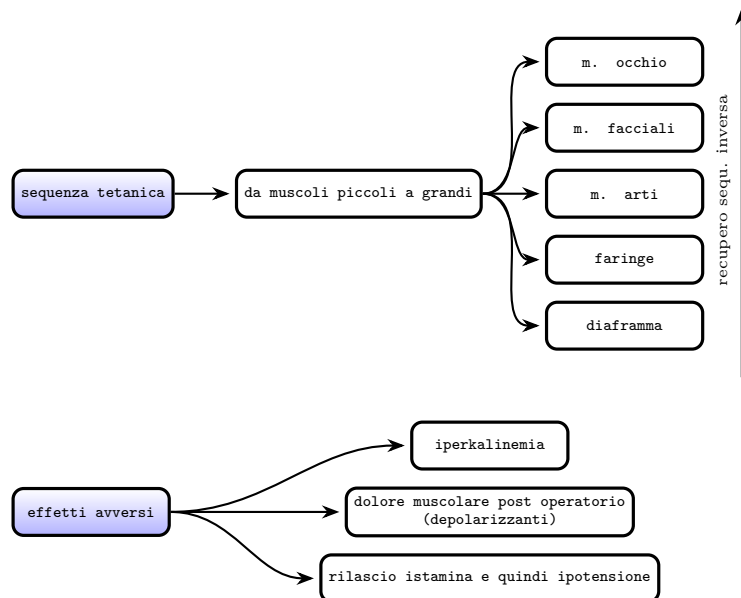 m. occhio
m. facciali
sequenza tetanica
da muscoli piccoli a grandi
m. arti
faringe
diaframma
recupero sequ. inversa
iperkalinemia
effetti avversi
dolore muscolare post operatorio
(depolarizzanti)
rilascio istamina e quindi ipotensione